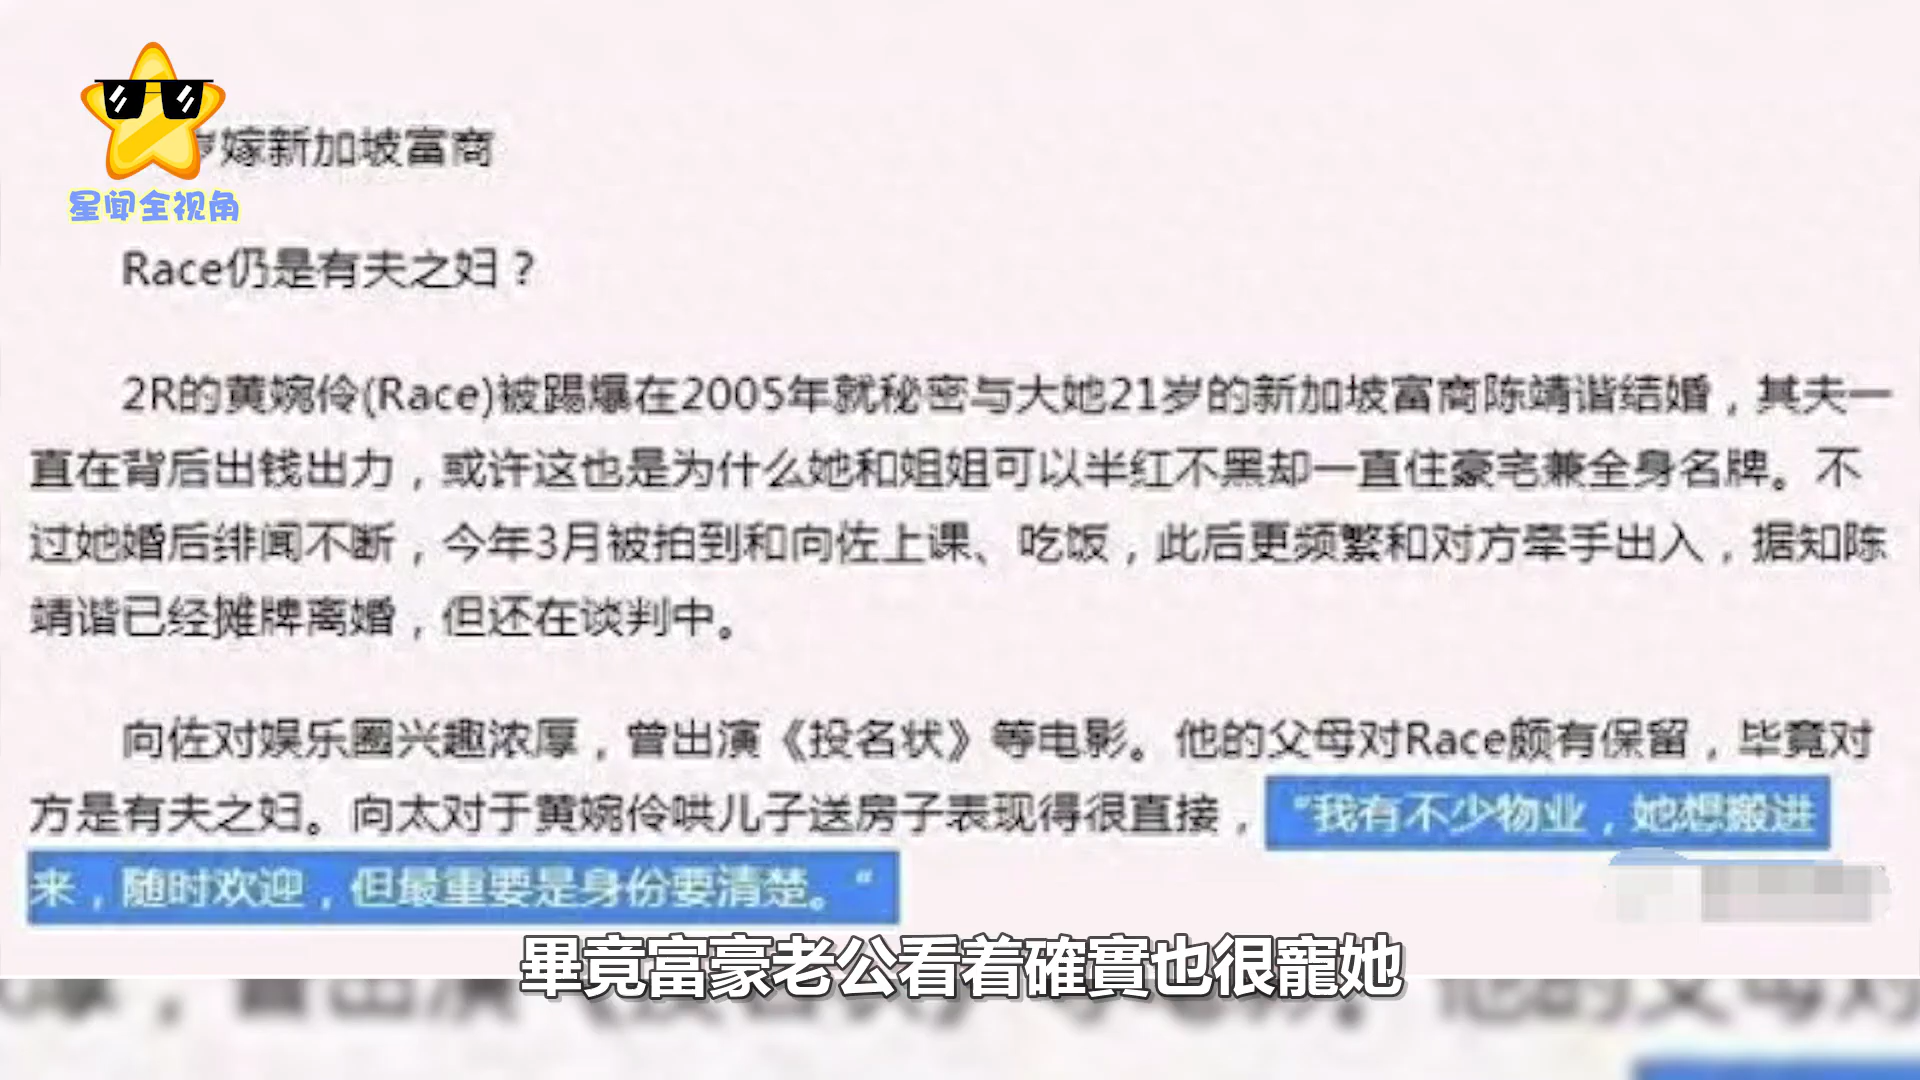 嫁新加坡富商
星闻全视角
Race仍是有夫之妇？
2R的黄婉伶(Race)被踢爆在2005年就秘密与大她21岁的新加坡富商陈靖谐结婚，其夫一
直在背后出钱出力，或许这也是为什么她和姐姐可以半红不黑却一直住豪宅兼全身名牌。不
过她婚后绯闻不断，今年3月被拍到和向佐上课、吃饭，此后更频繁和对方牵手出入，据知陈
靖谐已经摊牌离婚，但还在谈判中。
向佐对娱乐圈兴趣浓厚，曾出演《投名状》等电影。他的父母对Race颇有保留，毕竟对
方是有夫之妇。向太对于黄婉伶哄儿子送房子表现得很直接，“我有不少物业，她想搬进
来，随时欢迎，但最重要是身份要清楚。“
畢竟富豪老公看着確實也很寵她